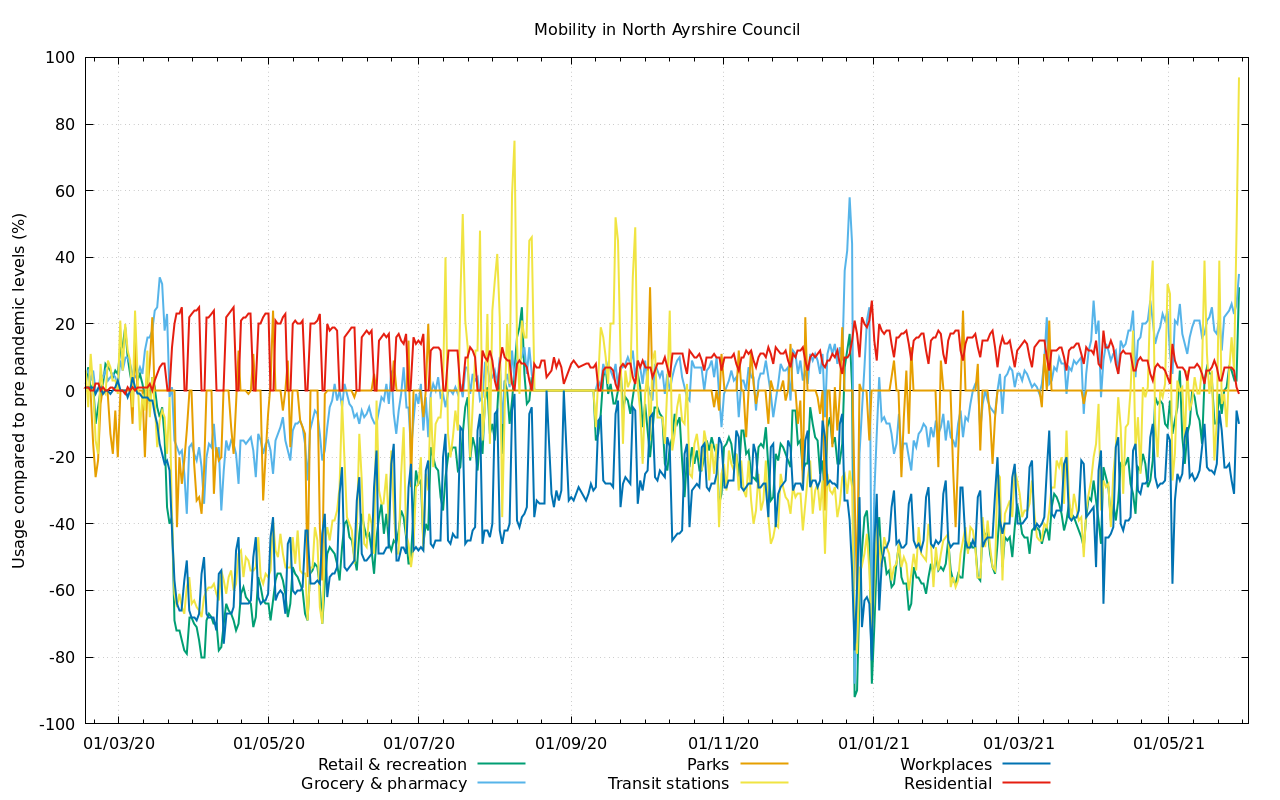 Mobility in North Ayrshire Council
Usage compared to pre pandemic levels (%)
100
80
60
40
20
0
-20
-40
-60
-80
-100
01/03/20 01/05/20 01/07/20 01/09/20 01/11/20 01/01/21 01/03/21 01/05/21
Retail & recreation Parks Workplaces
Grocery & pharmacy Transit stations Residential